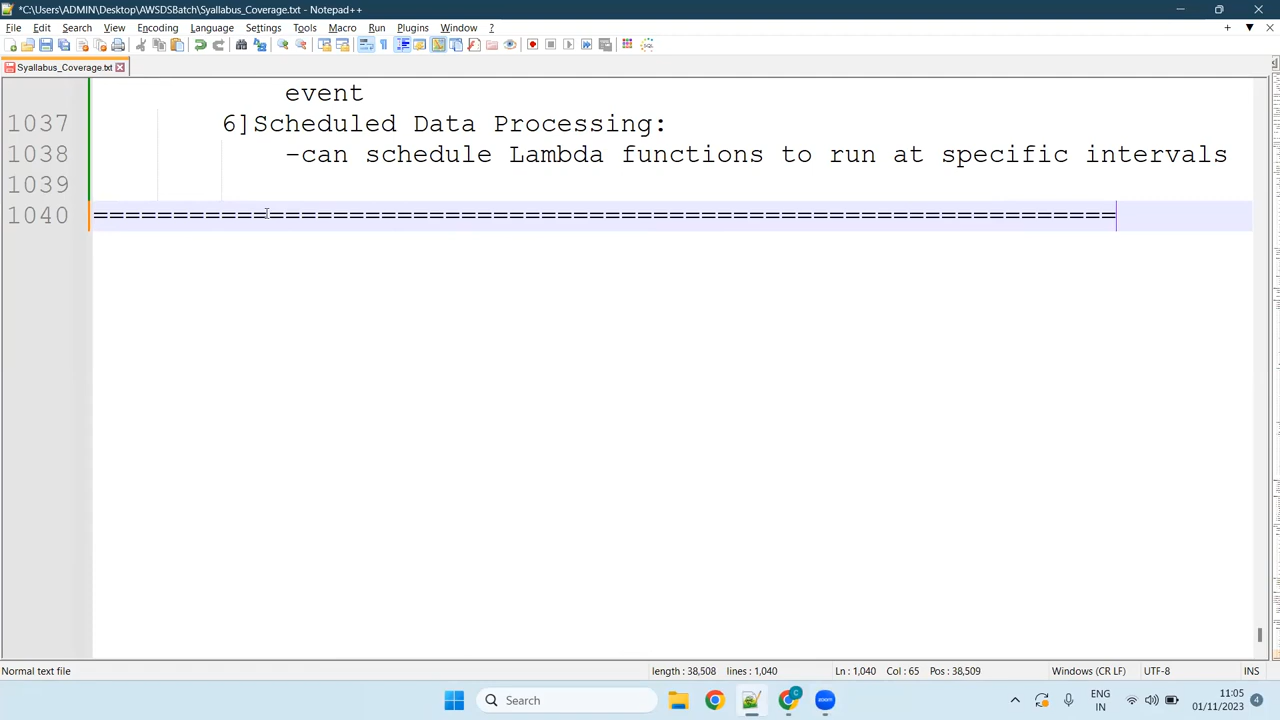 *C:\Users\ADMIN\Desktop\AWSDSBatch\Syallabus_Coverage.txt - Notepad++
File Edit Search View Encoding Language Settings Tools Macro Run Plugins Window ?
Syallabus_Coverage.txt
event
1037 6]Scheduled Data Processing:
1038 -can schedule Lambda functions to run at specific intervals
1039
1040 ================================================================
Normal text file length : 38,508 lines : 1,040 Ln : 1,040 Col : 65 Pos : 38,509 Windows (CR LF) UTF-8 INS
Search ENG IN 11:05 01/11/2023 4